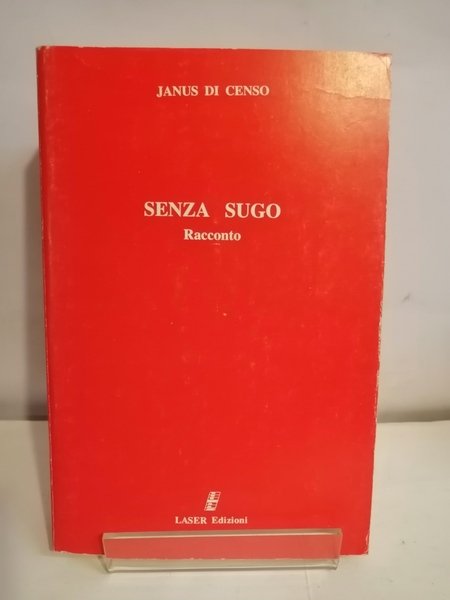 JANUS DI CENSO
SENZA SUGO
Racconto
LASER Edizioni